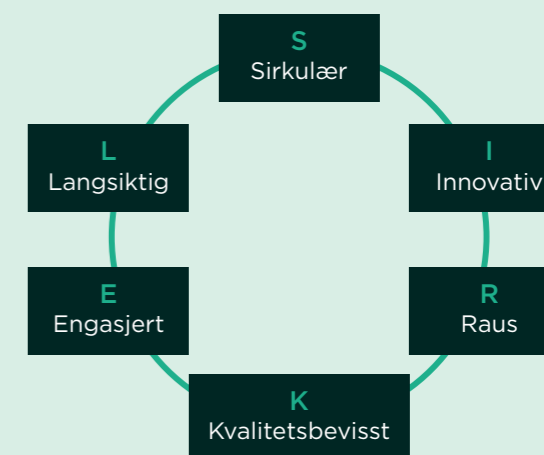 S
Sirkulær
I
Innovativ
R
Raus
K
Kvalitetsbevisst
E
Engasjert
L
Langsiktig